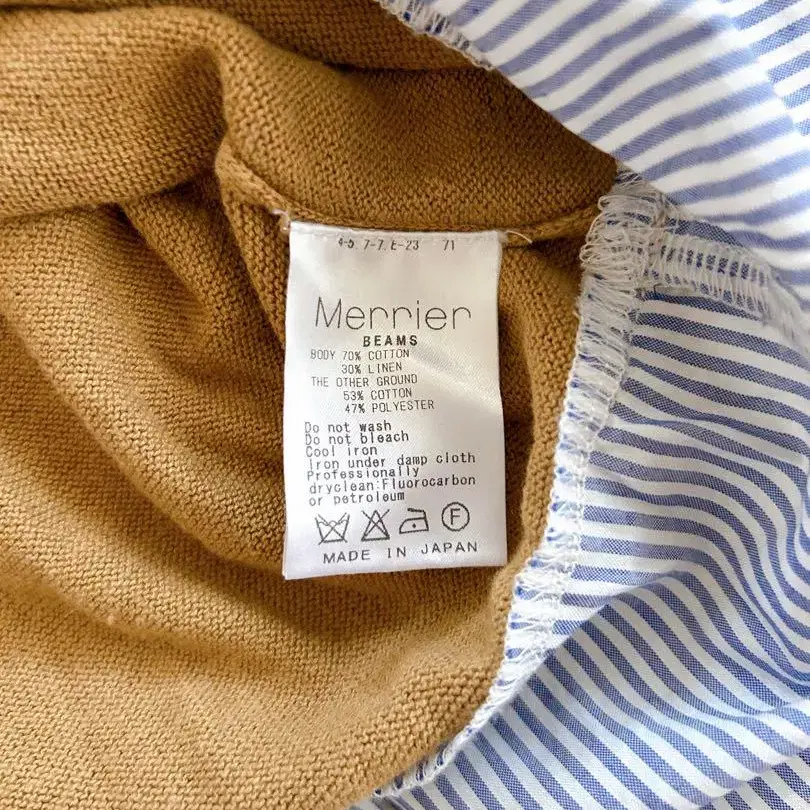 71
Merrier
BEAMS
BODY 70% COTTON
30% LINEN
THE OTHER GROUND
53% COTTON
47% POLYESTER
Do not wash
Do not bleach
Cool iron
Iron under damp cloth
Professionally
dryclean:Fluorocarbon
or petroleum
F
MADE IN JAPAN